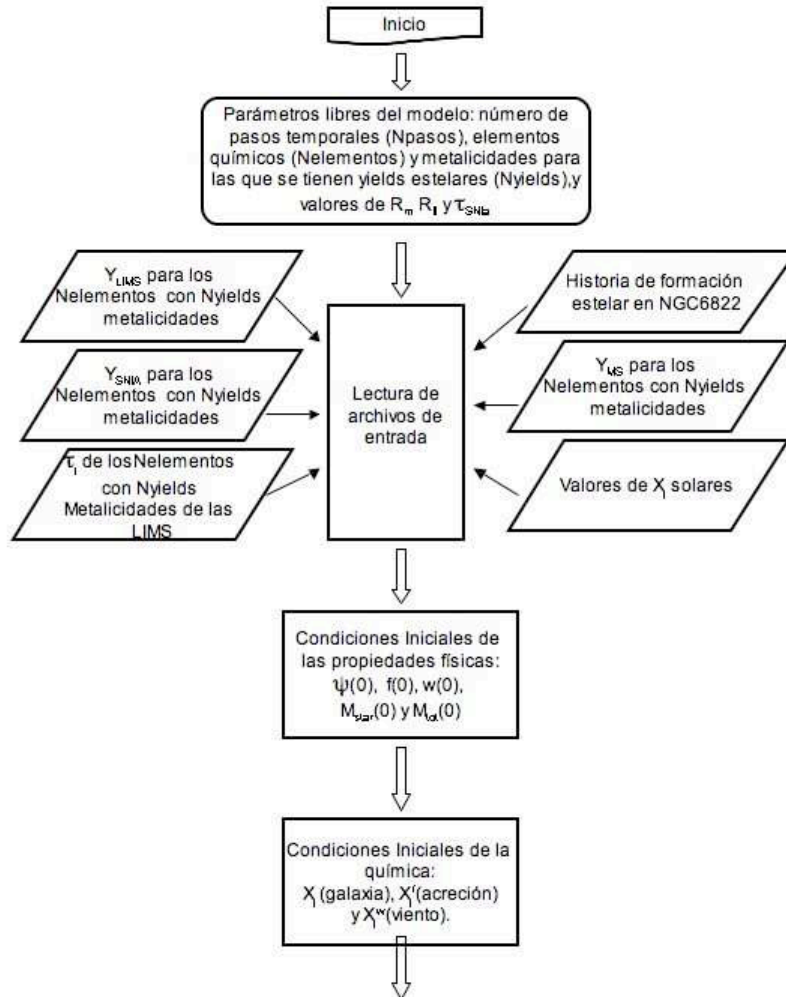 Inicio
Parámetros libres del modelo: número de
pasos temporales (Npasos), elementos
químicos (Nelementos) y metalicidades para
las que se tienen yields estelares (Nyields),y
valores de Rm Rll y τSNIa
YLIMS para los
Nelementos con Nyields
metalicidades
Historia de formación
estelar en NGC6822
YSNIA para los
Nelementos con Nyields
metalicidades
Lectura de
archivos de
entrada
YMS para los
Nelementos con Nyields
metalicidades
τi de los Nelementos
con Nyields
Metalicidades de las
LIMS
Valores de Xi solares
Condiciones Iniciales de
las propiedades físicas:
ψ(0), f(0), w(0),
Mstar(0) y Mtot(0)
Condiciones Iniciales de la
química:
Xi (galaxia), Xif(acreción)
y Xiw(viento).